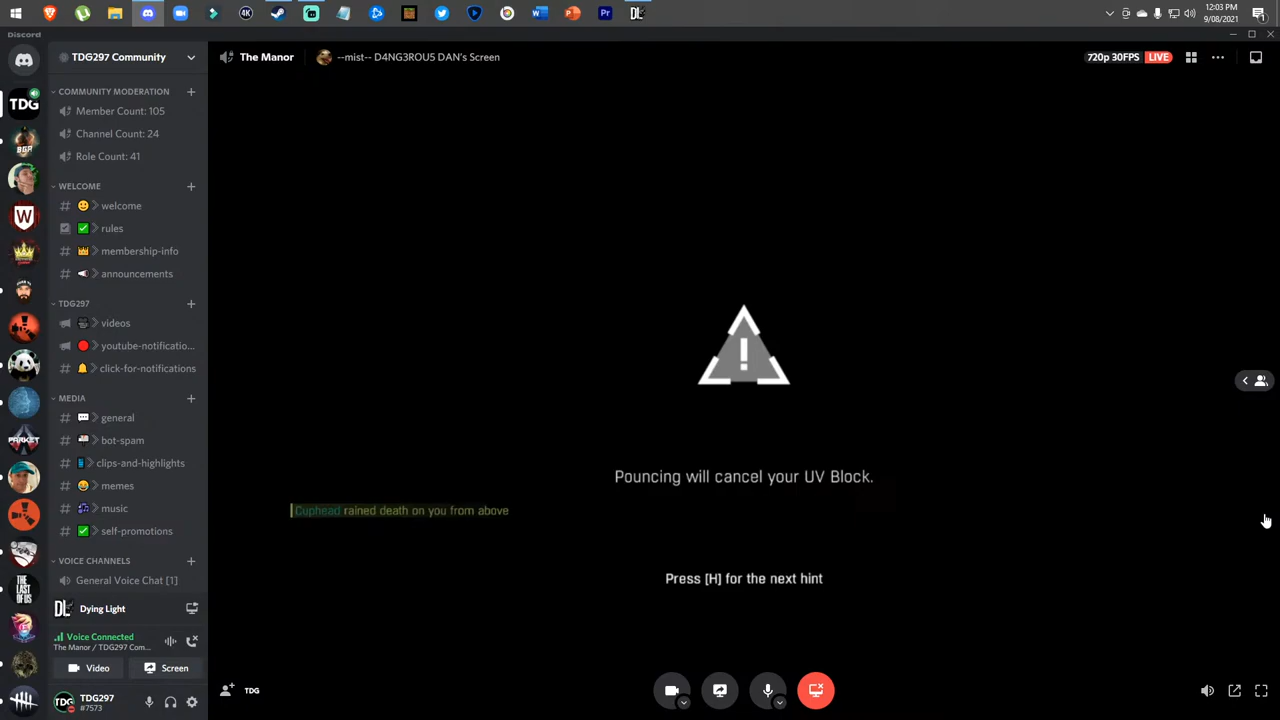 12:03 PM
9/08/2021
Discord
TDG297 Community
The Manor
--mist-- D4NG3ROU5 DAN's Screen
720p 30FPS LIVE
COMMUNITY MODERATION
Member Count: 105
Channel Count: 24
Role Count: 41
WELCOME
welcome
rules
membership-info
announcements
TDG297
videos
youtube-notificatio...
click-for-notifications
MEDIA
general
bot-spam
clips-and-highlights
memes
music
self-promotions
VOICE CHANNELS
General Voice Chat [1]
Dying Light
Voice Connected
The Manor / TDG297 Com...
Video
Screen
TDG297
#7573
Pouncing will cancel your UV Block.
Cuphead rained death on you from above
Press [H] for the next hint
TDG